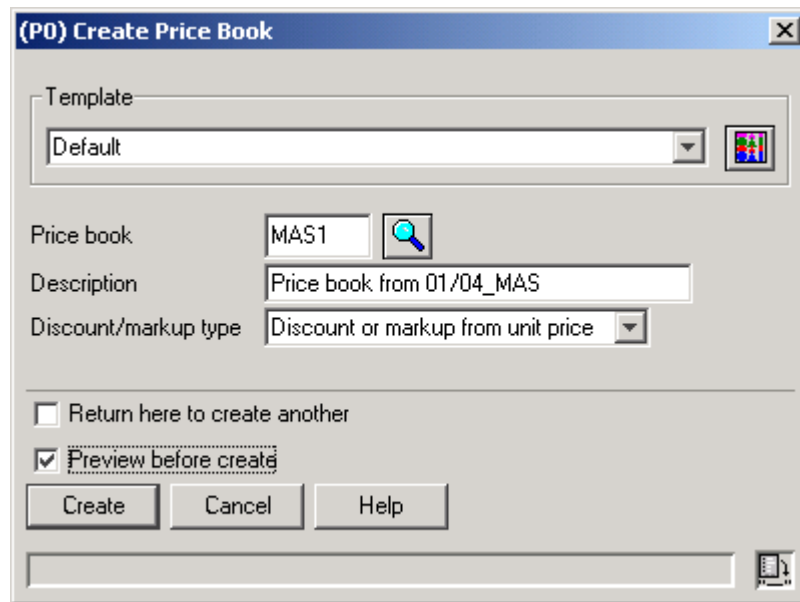 (P0) Create Price Book
Template
Default
Price book MAS1
Description Price book from 01/04_MAS
Discount/markup type Discount or markup from unit price
Return here to create another
Preview before create
Create Cancel Help